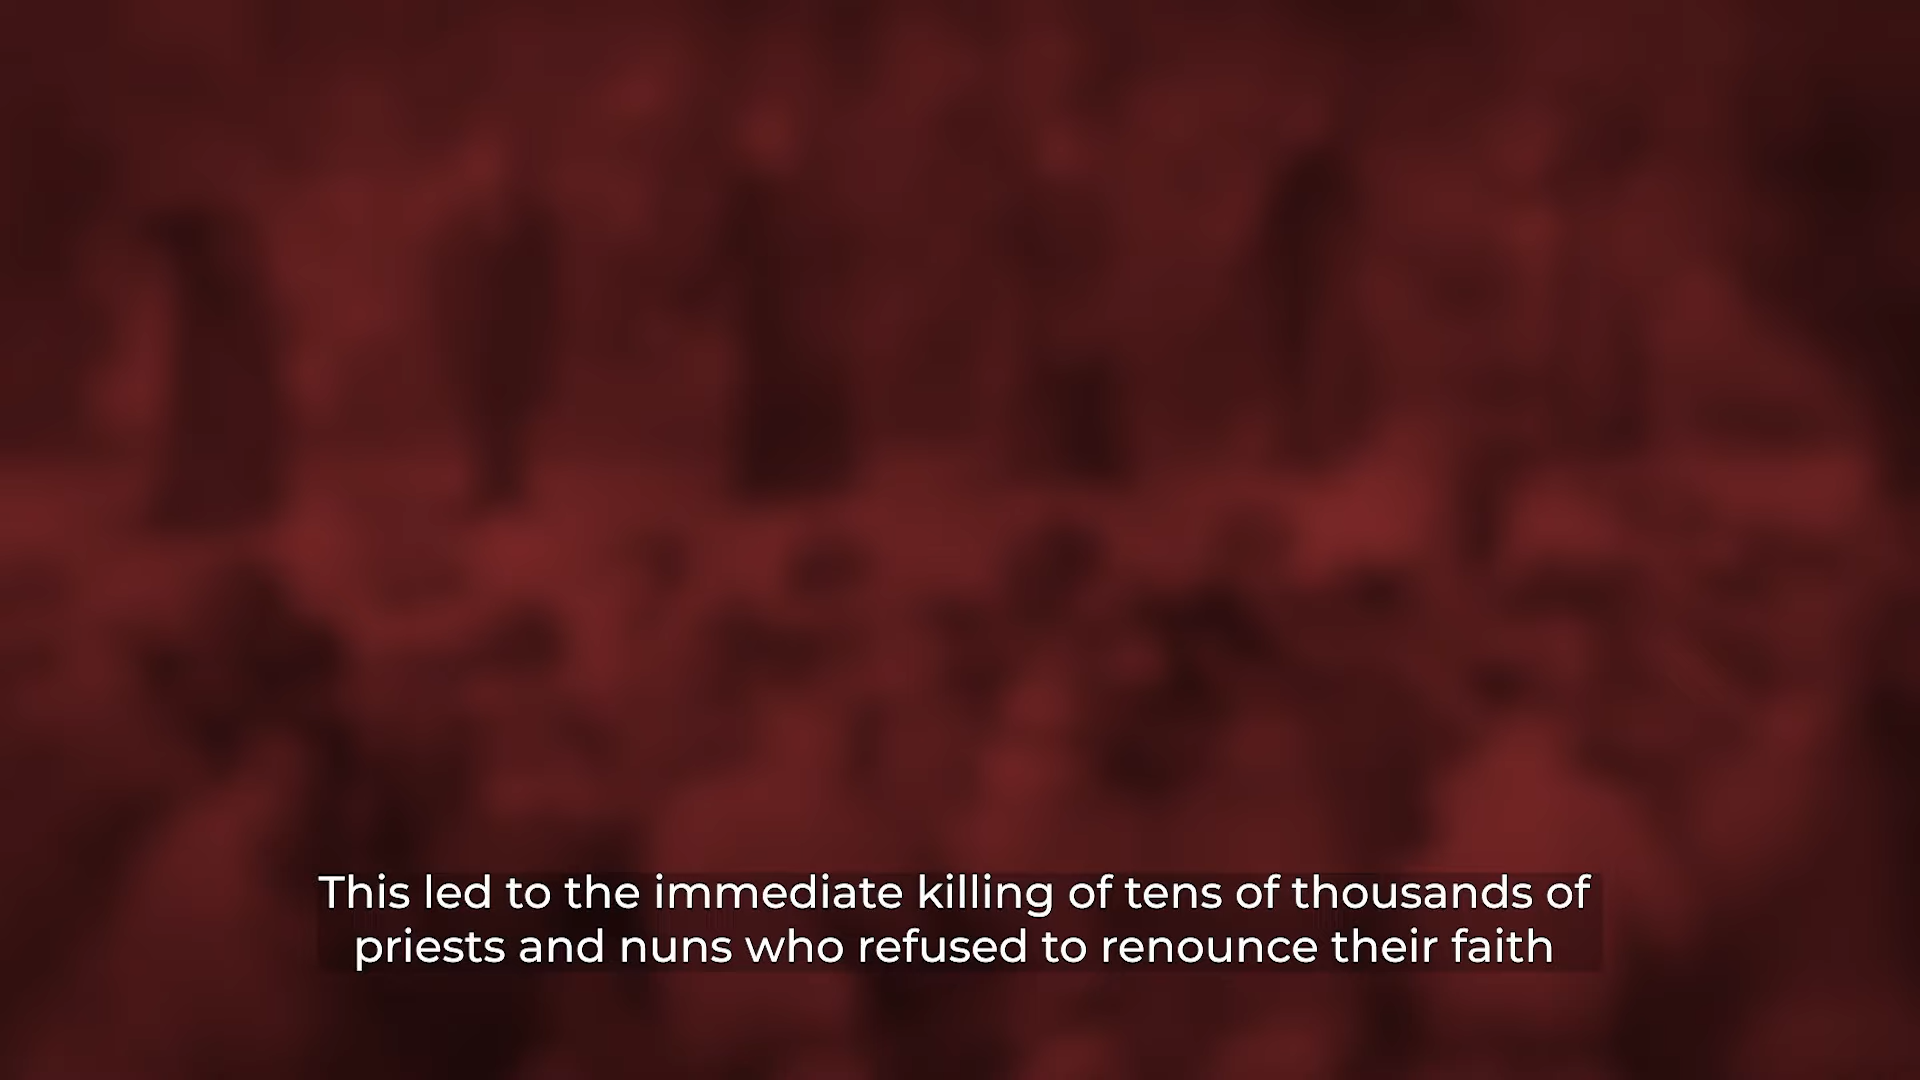 This led to the immediate killing of tens of thousands of
priests and nuns who refused to renounce their faith